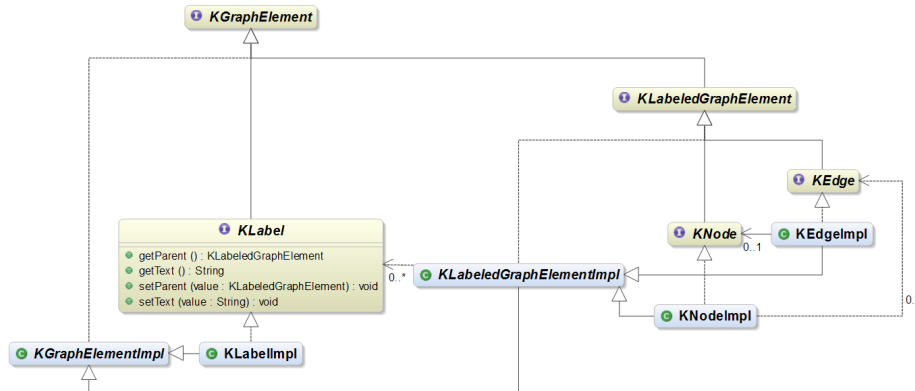 I KGraphElement
I KLabeledGraphElement
I KEdge
I KLabel
getParent () : KLabeledGraphElement
getText () : String
setParent (value : KLabeledGraphElement) : void
setText (value : String) : void
I KNode
0..1
C KEdgeImpl
0..*
C KLabeledGraphElementImpl
C KNodeImpl
0.
C KGraphElementImpl
C KLabelImpl